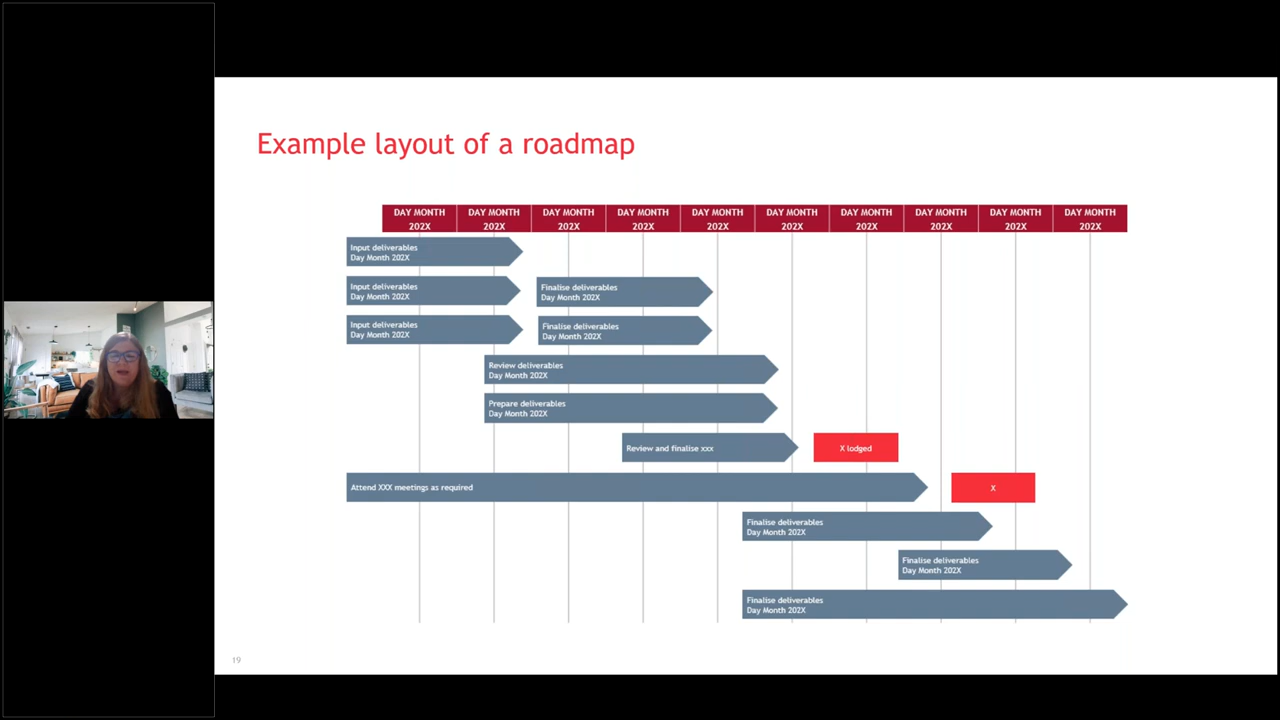 Example layout of a roadmap
DAY MONTH DAY MONTH DAY MONTH DAY MONTH DAY MONTH DAY MONTH DAY MONTH DAY MONTH DAY MONTH DAY MONTH
202X 202X 202X 202X 202X 202X 202X 202X 202X 202X
Input deliverables
Day Month 202X
Input deliverables
Day Month 202X
Finalise deliverables
Day Month 202X
Input deliverables
Day Month 202X
Finalise deliverables
Day Month 202X
Review deliverables
Day Month 202X
Prepare deliverables
Day Month 202X
Review and finalise xxx
X lodged
Attend XXX meetings as required
X
Finalise deliverables
Day Month 202X
Finalise deliverables
Day Month 202X
Finalise deliverables
Day Month 202X
19